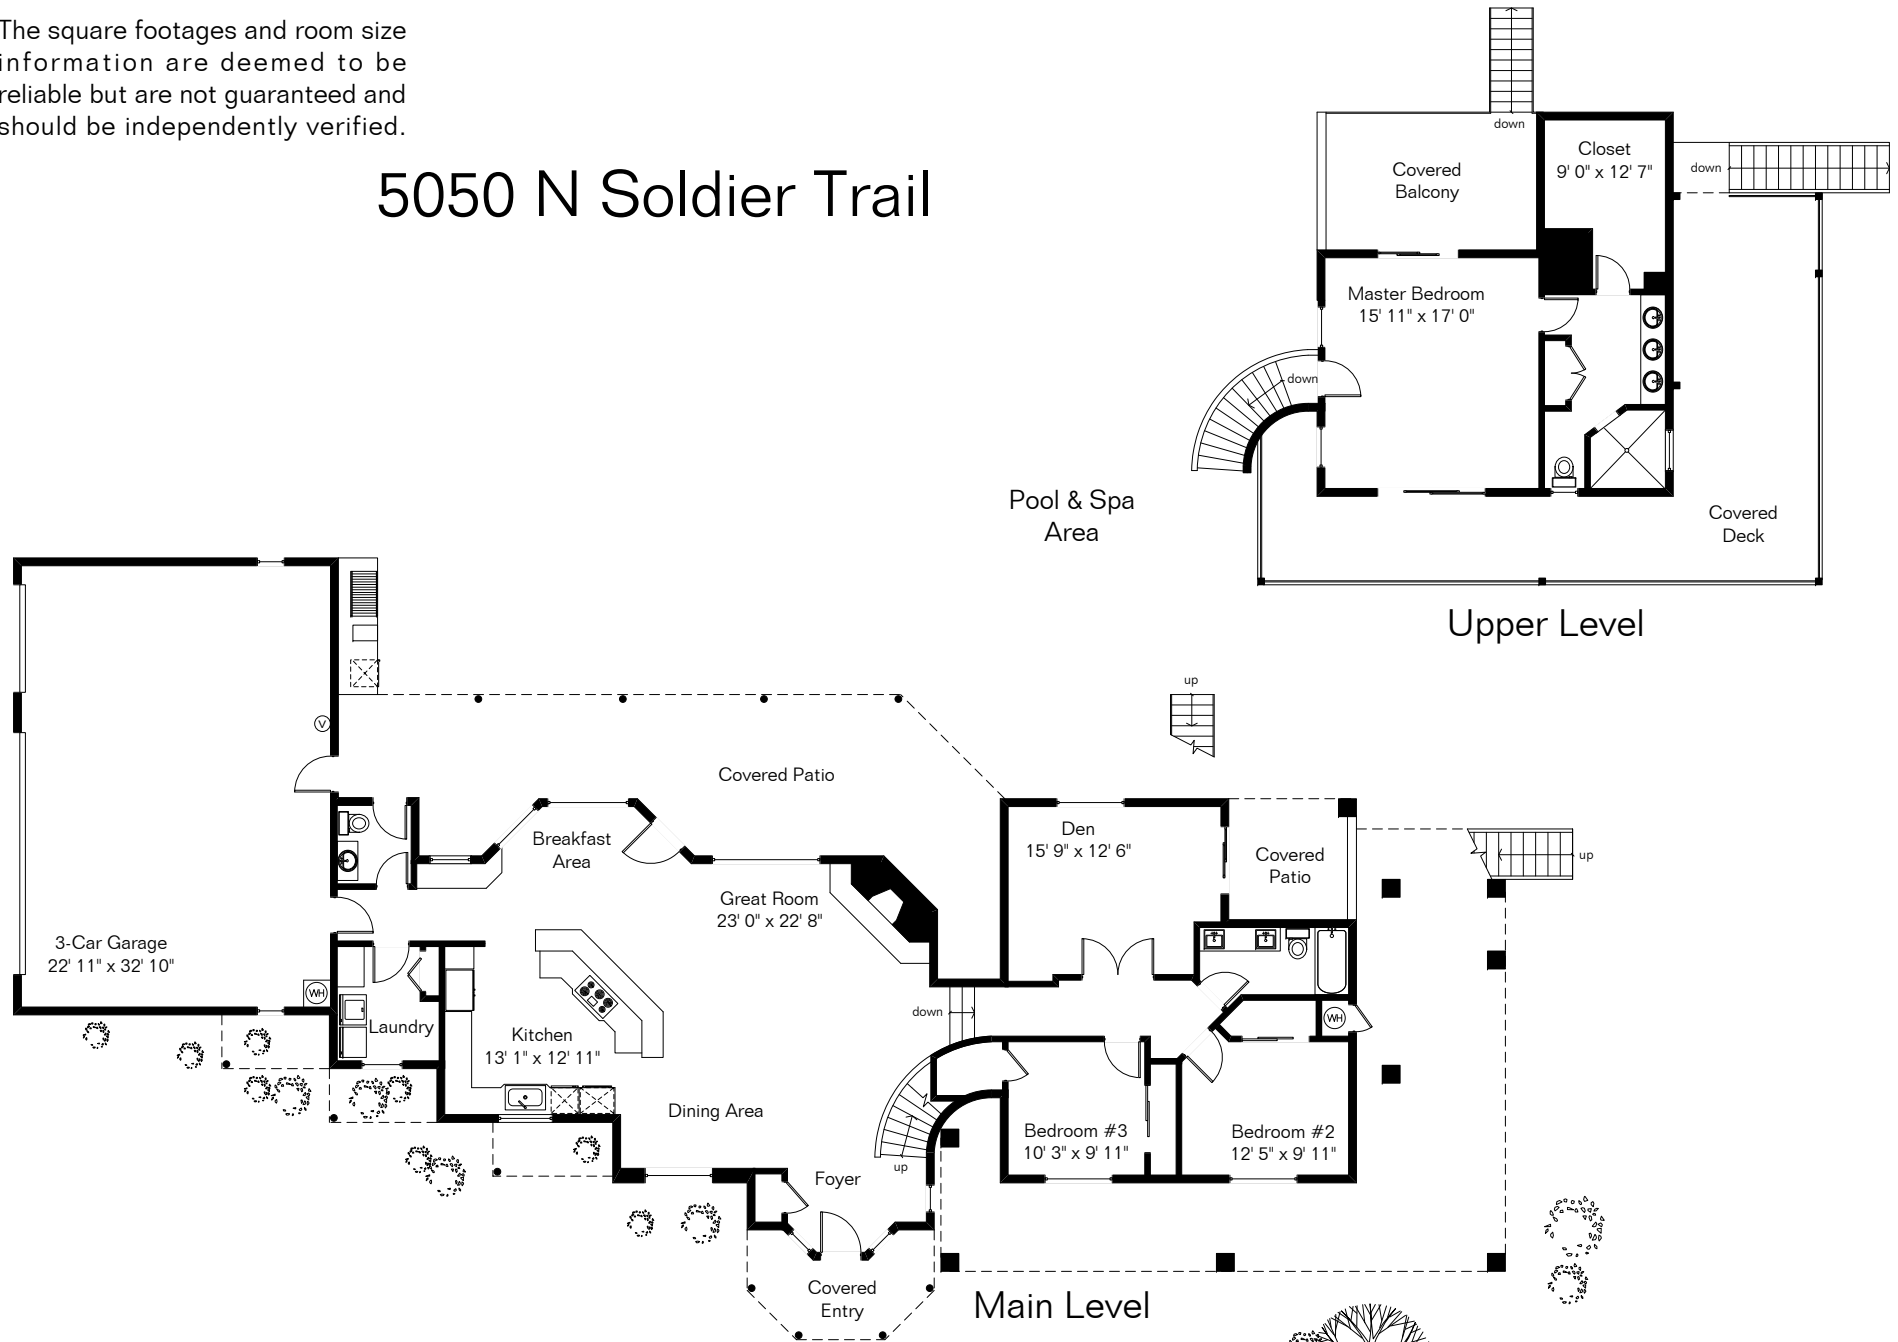 The square footages and room size
information are deemed to be
reliable but are not guaranteed and
should be independently verified.
5050 N Soldier Trail
down
Covered
Balcony
Closet
9' 0" x 12' 7"
down
Master Bedroom
15' 11" x 17' 0"
down
Pool & Spa
Area
Covered
Deck
Upper Level
up
V
Covered Patio
Breakfast
Area
Den
15' 9" x 12' 6"
Covered
Patio
up
Great Room
23' 0" x 22' 8"
3-Car Garage
22' 11" x 32' 10"
WH
Laundry
Kitchen
13' 1" x 12' 11"
down
WH
Dining Area
Bedroom #3
10' 3" x 9' 11"
Bedroom #2
12' 5" x 9' 11"
up
Foyer
Covered
Entry
Main Level